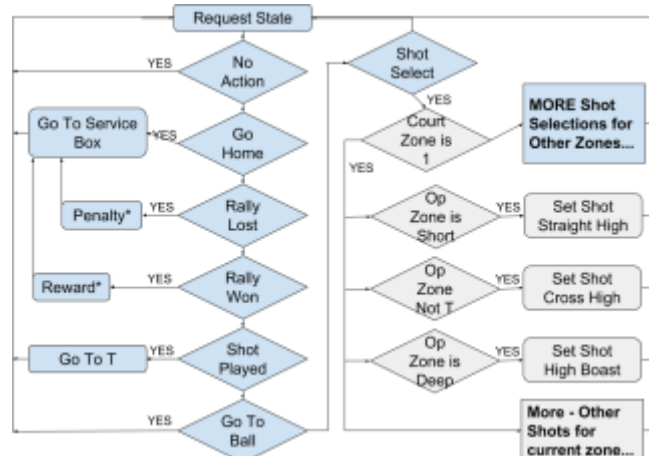 Request State
YES
No
Action
Go To Service
Box
YES
Go
Home
Penalty*
YES
Rally
Lost
Reward*
YES
Rally
Won
Go To T
YES
Shot
Played
YES
Go To
Ball
Shot
Select
YES
Court
Zone is
1
MORE Shot
Selections for
Other Zones...
YES
Op
Zone is
Short
YES
Set Shot
Straight High
Op
Zone
Not T
YES
Set Shot
Cross High
Op
Zone is
Deep
YES
Set Shot
High Boast
More - Other
Shots for
current zone...